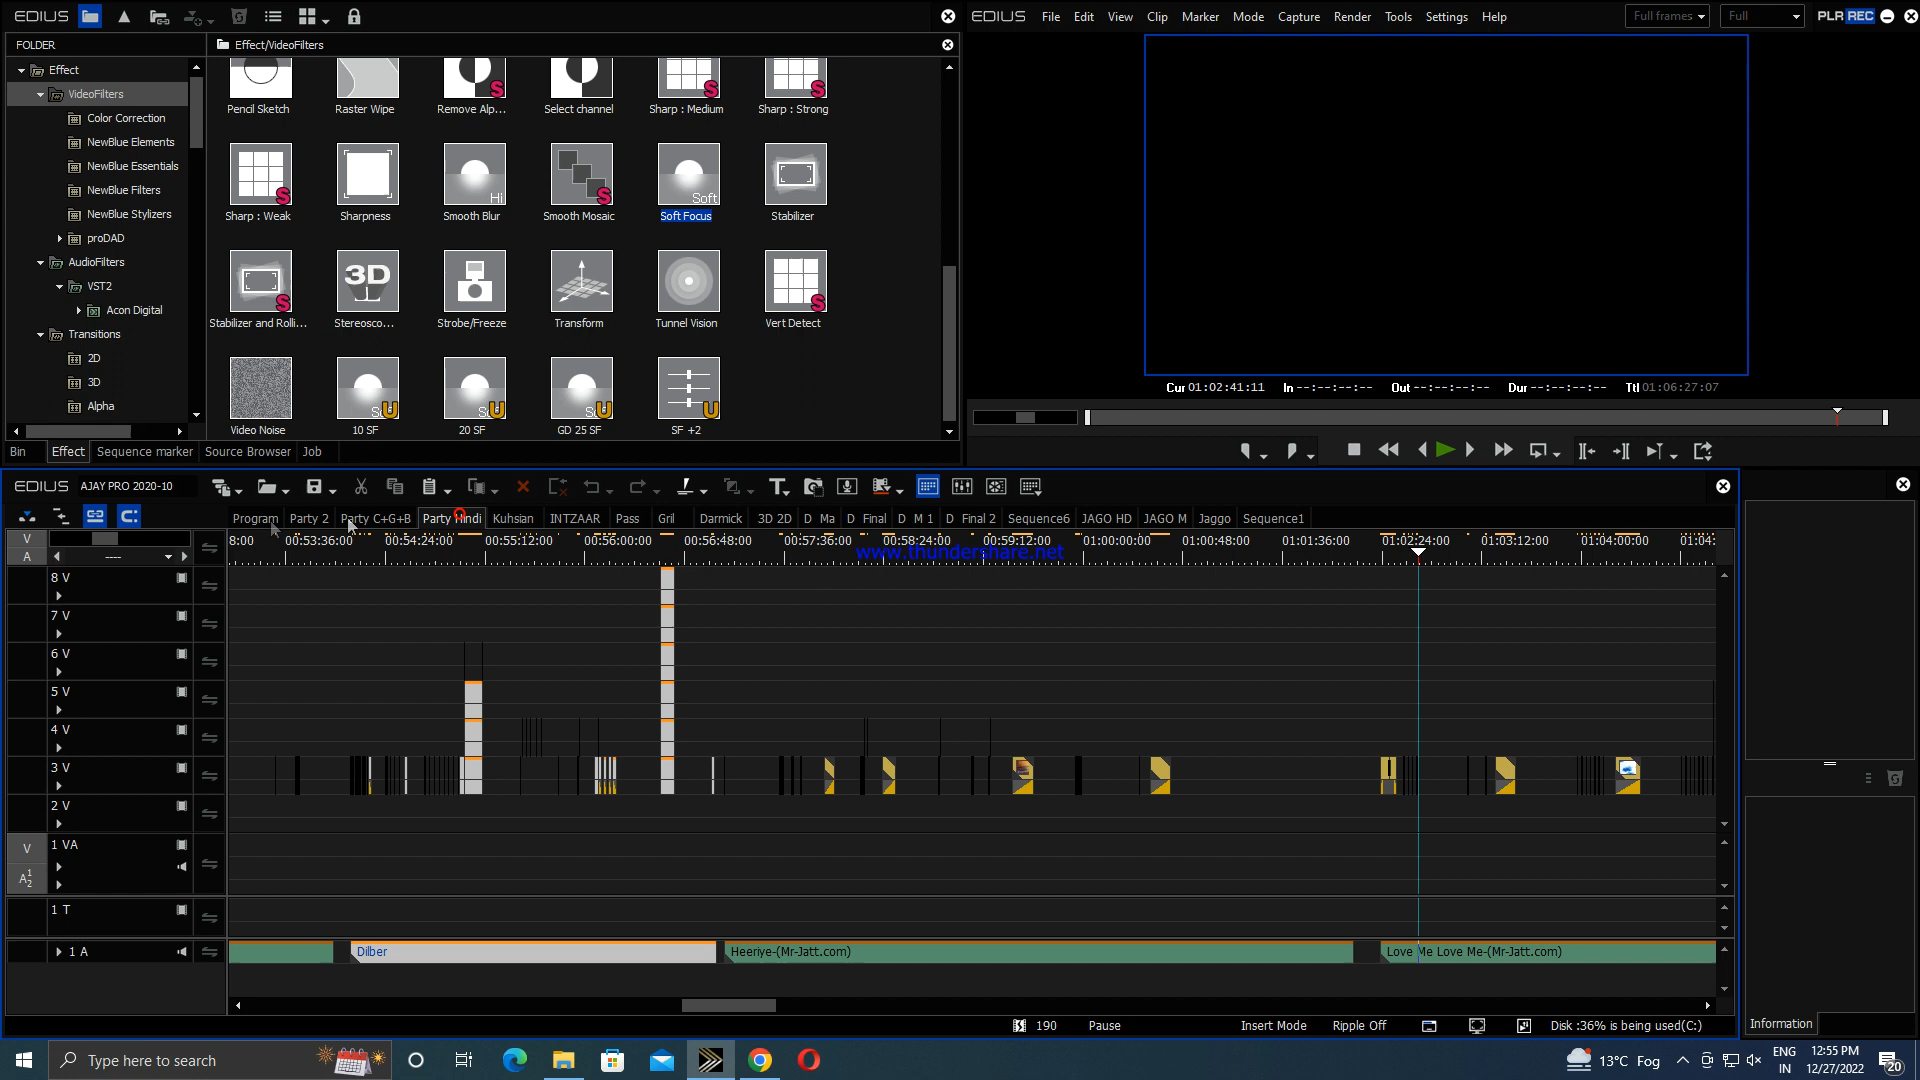 EDIUS
EDIUS File Edit View Clip Marker Mode Capture Render Tools Settings Help Full frames Full PLR REC
FOLDER
Effect/VideoFilters
Effect
VideoFilters
Color Correction
NewBlue Elements
NewBlue Essentials
NewBlue Filters
NewBlue Stylizers
proDAD
AudioFilters
VST2
Acon Digital
Transitions
2D
3D
Alpha
Pencil Sketch Raster Wipe Remove Alp... Select channel Sharp : Medium Sharp : Strong
Hi Soft
Sharp : Weak Sharpness Smooth Blur Smooth Mosaic Soft Focus Stabilizer
3D
Stabilizer and Rolli... Stereosco... Strobe/Freeze Transform Tunnel Vision Vert Detect
Video Noise 10 SF 20 SF GD 25 SF SF +2
Cur 01:02:41:11 In --:--:--:-- Out --:--:--:-- Dur --:--:--:-- Ttl 01:06:27:07
Bin Effect Sequence marker Source Browser Job
EDIUS AJAY PRO 2020-10
Program Party 2 Party C+G+B Party Hindi Kuhsian INTZAAR Pass Gril Darmick 3D 2D D Ma D Final D M 1 D Final 2 Sequence6 JAGO HD JAGO M Jaggo Sequence1
8:00 00:53:36:00 00:54:24:00 00:55:12:00 00:56:00:00 00:56:48:00 00:57:36:00 00:58:24:00 00:59:12:00 01:00:00:00 01:00:48:00 01:01:36:00 01:02:24:00 01:03:12:00 01:04:00:00 01:04:
www.thundershare.net
V
A
----
8 V
7 V
6 V
5 V
4 V
3 V
2 V
V 1 VA
A 1 2
1 T
1 A
Dilber Heeriye-(Mr-Jatt.com) Love Me Love Me-(Mr-Jatt.com)
190 Pause Insert Mode Ripple Off Disk :36% is being used(C:)
Information
Type here to search
13°C Fog
ENG
IN
12:55 PM
12/27/2022
20